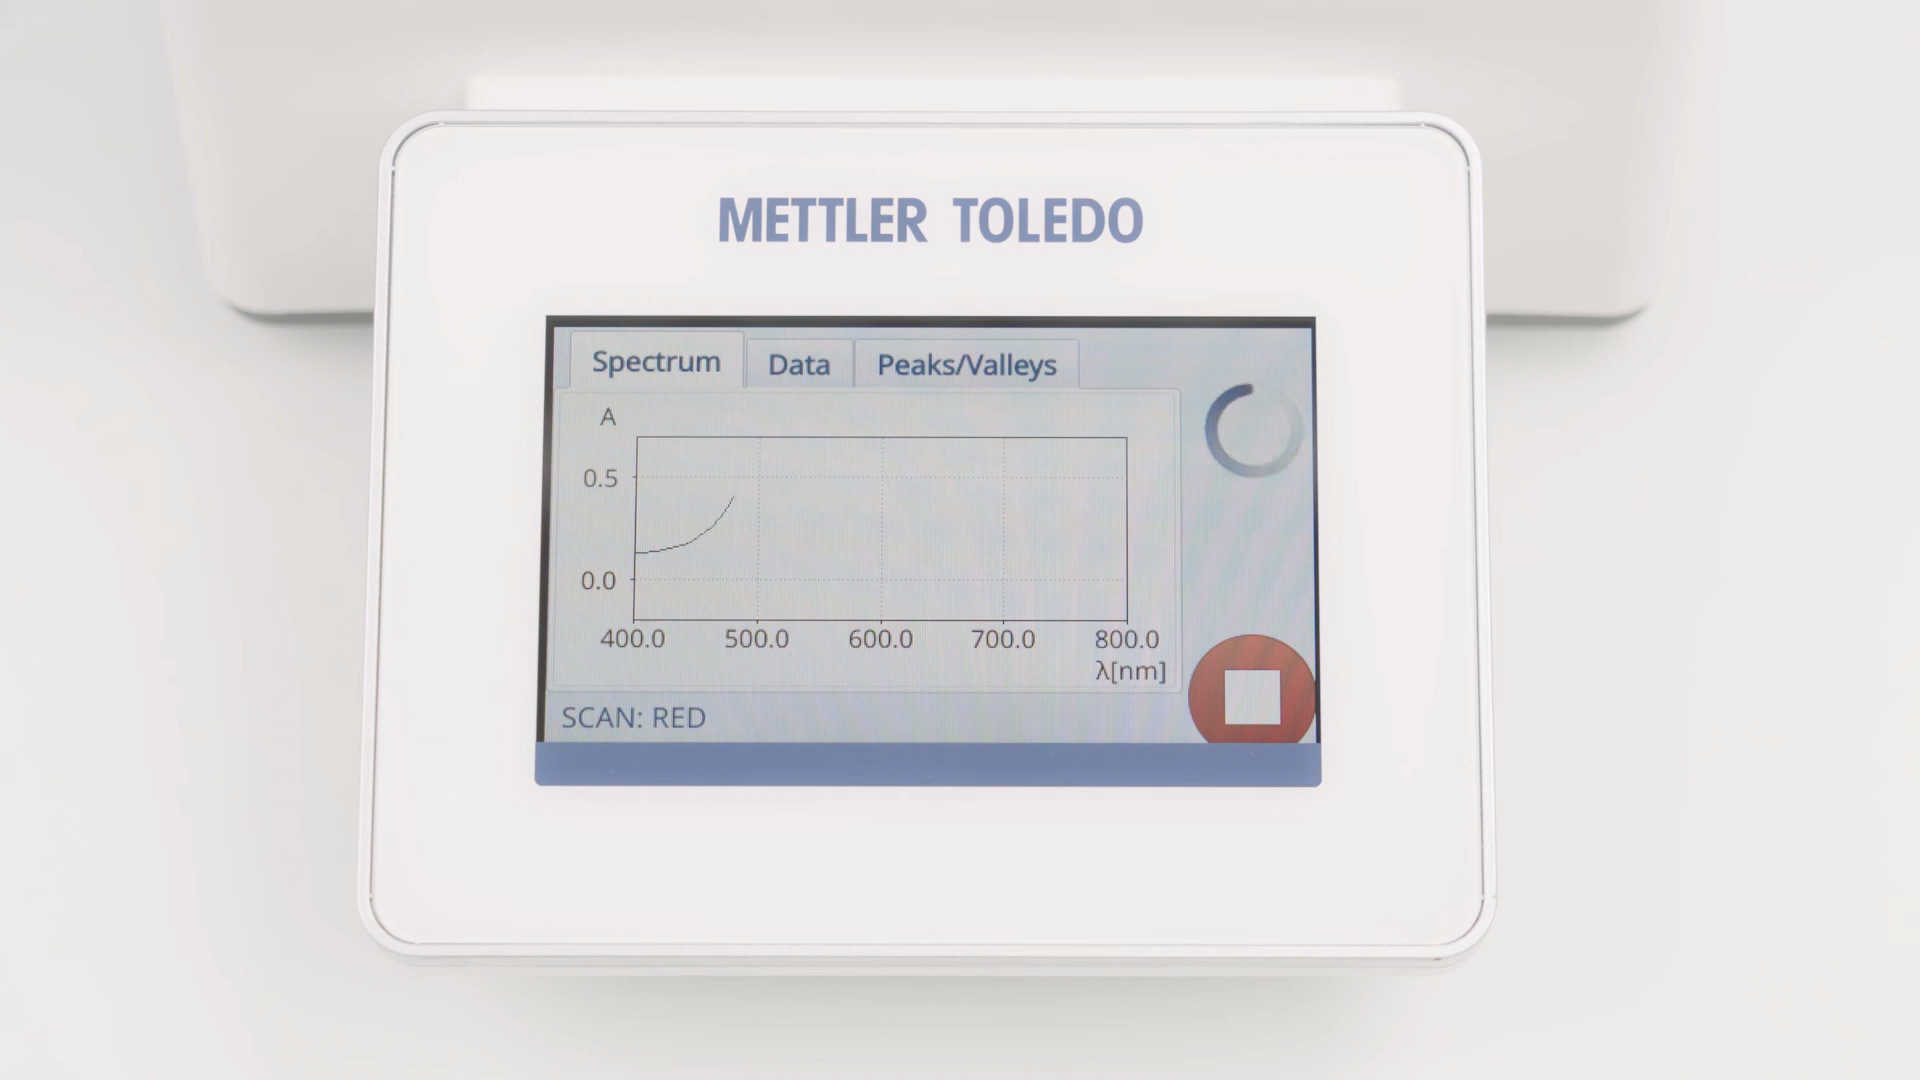 METTLER TOLEDO
Spectrum Data Peaks/Valleys
A
0.5
0.0
400.0 500.0 600.0 700.0 800.0
λ[nm]
SCAN: RED